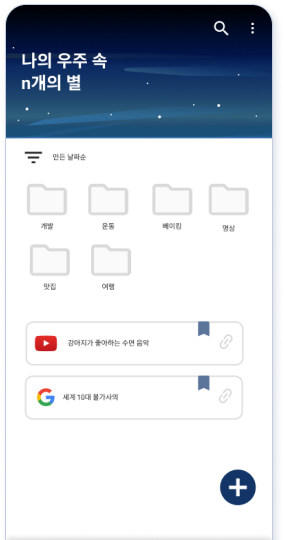 나의 우주 속
n개의 별
만든 날짜순
개발
운동
베이킹
명상
맛집
여행
강아지가 좋아하는 수면 음악
세계 10대 불가사의